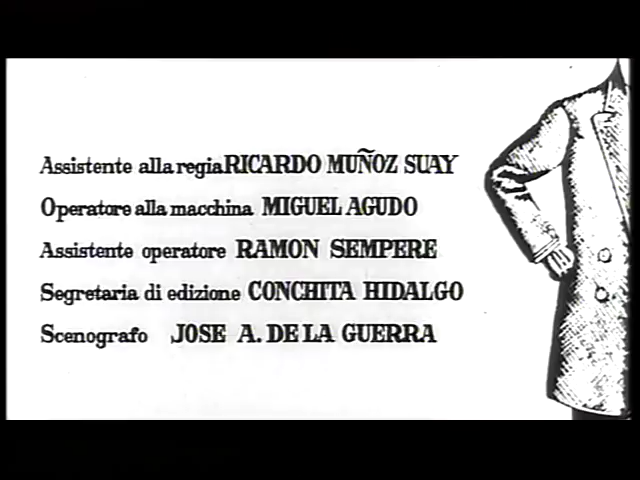 Assistente alla regia RICARDO MUÑOZ SUAY
Operatore alla macchina MIGUEL AGUDO
Assistente operatore RAMON SEMPERE
Segretaria di edizione CONCHITA HIDALGO
Scenografo JOSE A. DE LA GUERRA